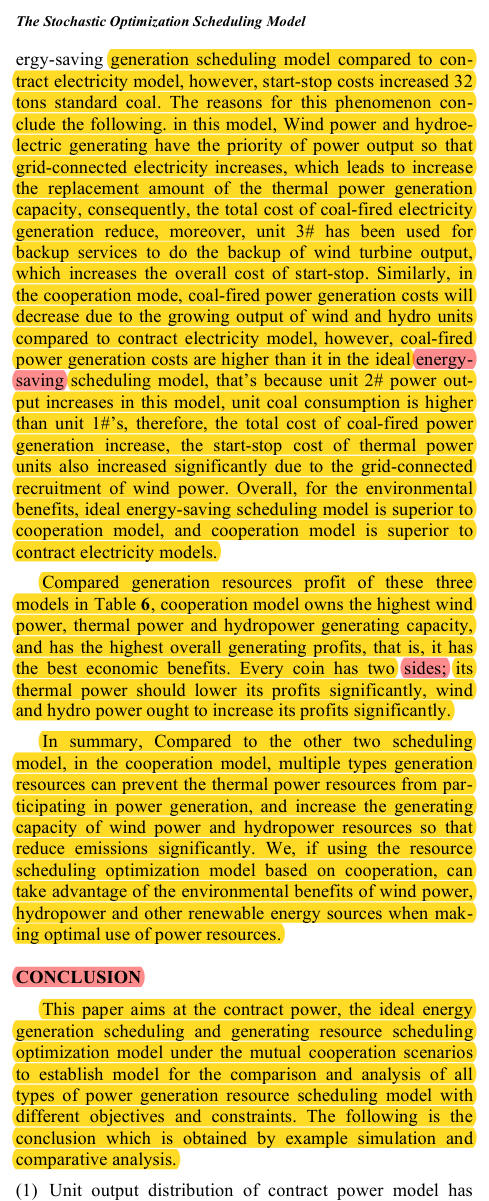 The Stochastic Optimization Scheduling Model
ergy-saving generation scheduling model compared to con-
tract electricity model, however, start-stop costs increased 32
tons standard coal. The reasons for this phenomenon con-
clude the following. in this model, Wind power and hydroe-
lectric generating have the priority of power output so that
grid-connected electricity increases, which leads to increase
the replacement amount of the thermal power generation
capacity, consequently, the total cost of coal-fired electricity
generation reduce, moreover, unit 3# has been used for
backup services to do the backup of wind turbine output,
which increases the overall cost of start-stop. Similarly, in
the cooperation mode, coal-fired power generation costs will
decrease due to the growing output of wind and hydro units
compared to contract electricity model, however, coal-fired
power generation costs are higher than it in the ideal energy-
saving scheduling model, that’s because unit 2# power out-
put increases in this model, unit coal consumption is higher
than unit 1#’s, therefore, the total cost of coal-fired power
generation increase, the start-stop cost of thermal power
units also increased significantly due to the grid-connected
recruitment of wind power. Overall, for the environmental
benefits, ideal energy-saving scheduling model is superior to
cooperation model, and cooperation model is superior to
contract electricity models.
Compared generation resources profit of these three
models in Table 6, cooperation model owns the highest wind
power, thermal power and hydropower generating capacity,
and has the highest overall generating profits, that is, it has
the best economic benefits. Every coin has two sides; its
thermal power should lower its profits significantly, wind
and hydro power ought to increase its profits significantly.
In summary, Compared to the other two scheduling
model, in the cooperation model, multiple types generation
resources can prevent the thermal power resources from par-
ticipating in power generation, and increase the generating
capacity of wind power and hydropower resources so that
reduce emissions significantly. We, if using the resource
scheduling optimization model based on cooperation, can
take advantage of the environmental benefits of wind power,
hydropower and other renewable energy sources when mak-
ing optimal use of power resources.
CONCLUSION
This paper aims at the contract power, the ideal energy
generation scheduling and generating resource scheduling
optimization model under the mutual cooperation scenarios
to establish model for the comparison and analysis of all
types of power generation resource scheduling model with
different objectives and constraints. The following is the
conclusion which is obtained by example simulation and
comparative analysis.
(1) Unit output distribution of contract power model has